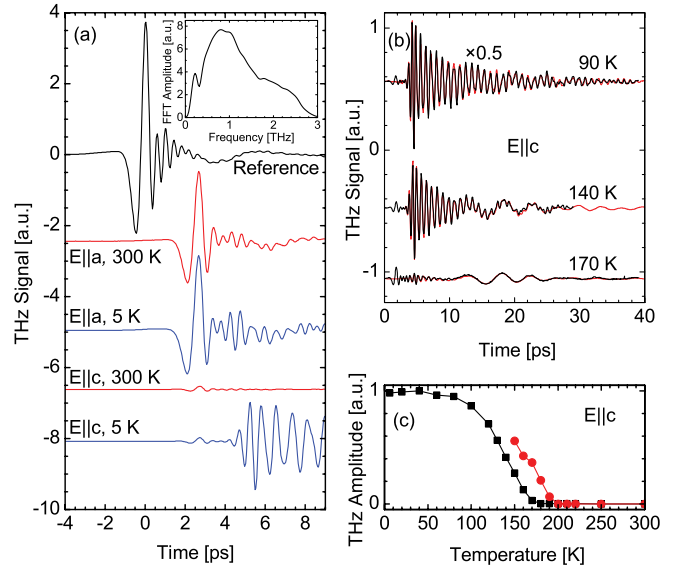 (a)
FFT Amplitude [a.u.]
8
6
4
2
0
0 1 2 3
Frequency [THz]
THz Signal [a.u.]
4
2
0
-2
-4
-6
-8
-10
Reference
E||a, 300 K
E||a, 5 K
E||c, 300 K
E||c, 5 K
-4 -2 0 2 4 6 8
Time [ps]
(b)
THz Signal [a.u.]
1
0
-1
×0.5
90 K
E||c
140 K
170 K
0 10 20 30 40
Time [ps]
(c)
THz Amplitude [a.u.]
1
0
E||c
0 50 100 150 200 250 300
Temperature [K]